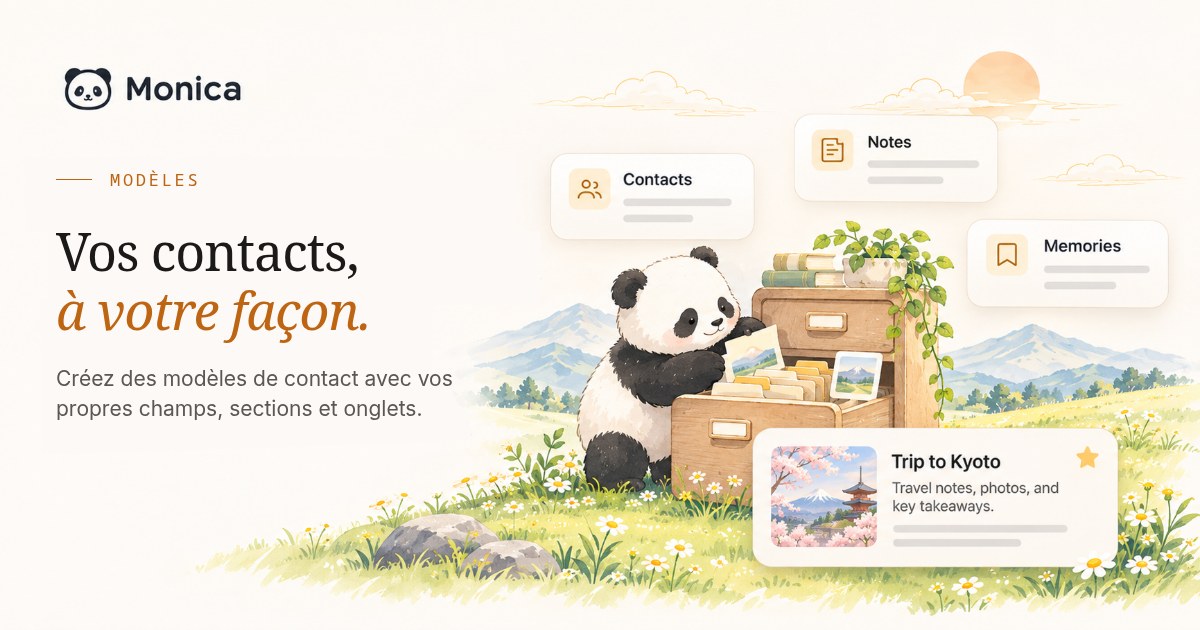 Monica
MODÈLES
Vos contacts,
à votre façon.
Créez des modèles de contact avec vos
propres champs, sections et onglets.
Contacts
Notes
Memories
Trip to Kyoto
Travel notes, photos, and
key takeaways.